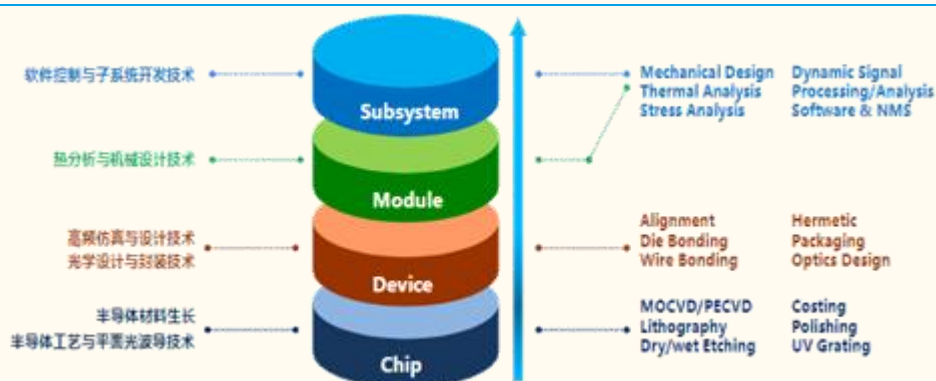 软件控制与子系统开发技术
Subsystem
Mechanical Design
Thermal Analysis
Stress Analysis
Dynamic Signal
Processing/Analysis
Software & NMS
热分析与机械设计技术
Module
高频仿真与设计技术
光学设计与封装技术
Device
Alignment
Die Bonding
Wire Bonding
Hermetic
Packaging
Optics Design
半导体材料生长
半导体工艺与平面光波导技术
Chip
MOCVD/PECVD
Lithography
Dry/wet Etching
Costing
Polishing
UV Grating